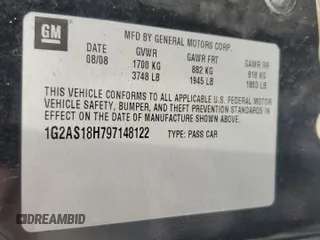 GM
MFD BY GENERAL MOTORS CORP.
DATE GVWR GAWR FRT GAWR RR
08/08 1700 KG 882 KG 818 KG
3748 LB 1945 LB 1803 LB
THIS VEHICLE CONFORMS TO ALL APPLICABLE U.S. FEDERAL MOTOR
VEHICLE SAFETY, BUMPER, AND THEFT PREVENTION STANDARDS IN
EFFECT ON THE DATE OF MANUFACTURE SHOWN ABOVE.
1G2AS18H797148122 TYPE: PASS CAR
DREAMBID